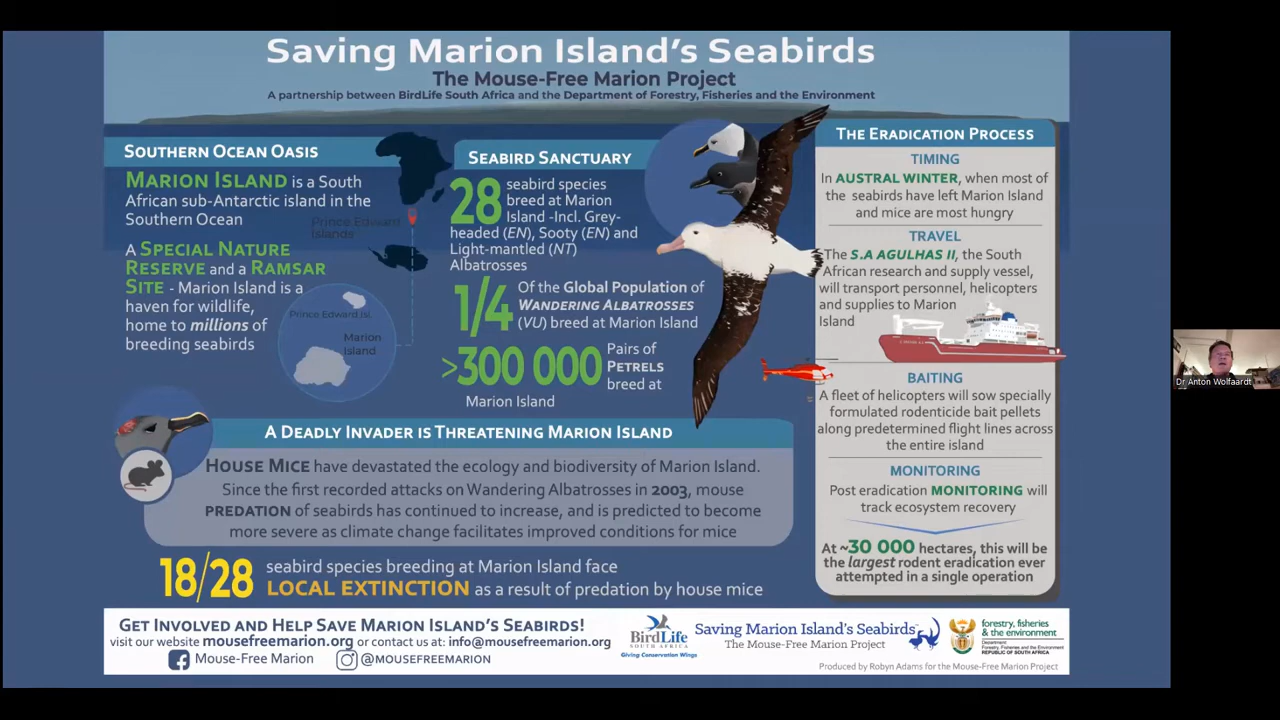 Saving Marion Island's Seabirds
The Mouse-Free Marion Project
A partnership between BirdLife South Africa and the Department of Forestry, Fisheries and the Environment
SOUTHERN OCEAN OASIS
MARION ISLAND is a South
African sub-Antarctic island in the
Southern Ocean
A SPECIAL NATURE
RESERVE and a RAMSAR
SITE - Marion Island is a
haven for wildlife,
home to millions of
breeding seabirds
Prince Edward
Islands
Prince Edward Isl.
Marion
Island
SEABIRD SANCTUARY
28 seabird species
breed at Marion
Island -Incl. Grey-
headed (EN), Sooty (EN) and
Light-mantled (NT)
Albatrosses
1/4 Of the Global Population of
WANDERING ALBATROSSES
(VU) breed at Marion Island
>300 000 Pairs of
PETRELS
breed at
Marion Island
A DEADLY INVADER IS THREATENING MARION ISLAND
HOUSE MICE have devastated the ecology and biodiversity of Marion Island.
Since the first recorded attacks on Wandering Albatrosses in 2003, mouse
PREDATION of seabirds has continued to increase, and is predicted to become
more severe as climate change facilitates improved conditions for mice
18/28 seabird species breeding at Marion Island face
LOCAL EXTINCTION as a result of predation by house mice
THE ERADICATION PROCESS
TIMING
In AUSTRAL WINTER, when most of
the seabirds have left Marion Island
and mice are most hungry
TRAVEL
The S.A AGULHAS II, the South
African research and supply vessel,
will transport personnel, helicopters
and supplies to Marion
Island
BAITING
A fleet of helicopters will sow specially
formulated rodenticide bait pellets
along predetermined flight lines across
the entire island
MONITORING
Post eradication MONITORING will
track ecosystem recovery
At ~30 000 hectares, this will be
the largest rodent eradication ever
attempted in a single operation
GET INVOLVED AND HELP SAVE MARION ISLAND'S SEABIRDS!
visit our website mousefreemarion.org or contact us at: info@mousefreemarion.org
Mouse-Free Marion @MOUSEFREEMARION
BirdLife
SOUTH AFRICA
Giving Conservation Wings
Saving Marion Island's Seabirds
The Mouse-Free Marion Project
forestry, fisheries
& the environment
Department:
Forestry, Fisheries and the Environment
REPUBLIC OF SOUTH AFRICA
Produced by Robyn Adams for the Mouse-Free Marion Project
Dr Anton Wolfaardt